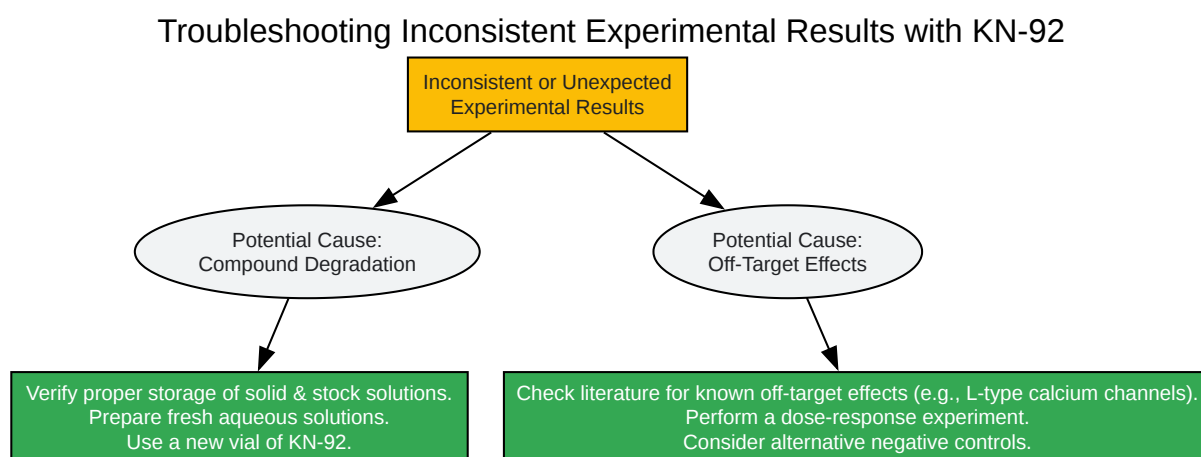 Troubleshooting Inconsistent Experimental Results with KN-92
Inconsistent or Unexpected
Experimental Results
Potential Cause:
Compound Degradation
Potential Cause:
Off-Target Effects
Verify proper storage of solid & stock solutions.
Prepare fresh aqueous solutions.
Use a new vial of KN-92.
Check literature for known off-target effects (e.g., L-type calcium channels).
Perform a dose-response experiment.
Consider alternative negative controls.